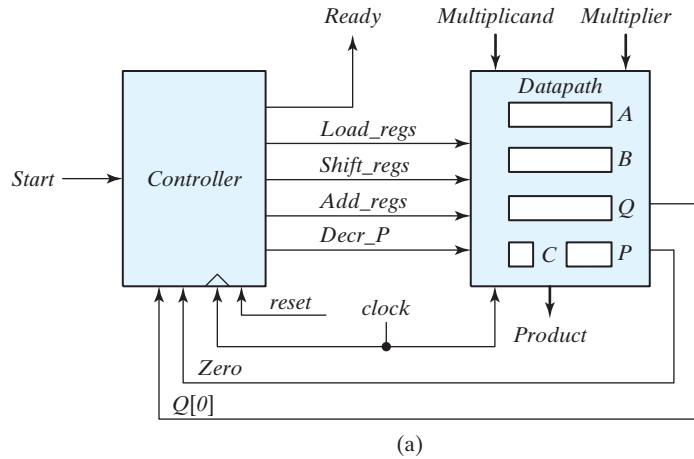 Ready
Multiplicand
Multiplier
Datapath
A
Load_regs
B
Shift_regs
Start
Controller
Add_regs
Q
Decr_P
C
P
reset
clock
Product
Zero
Q[0]
(a)